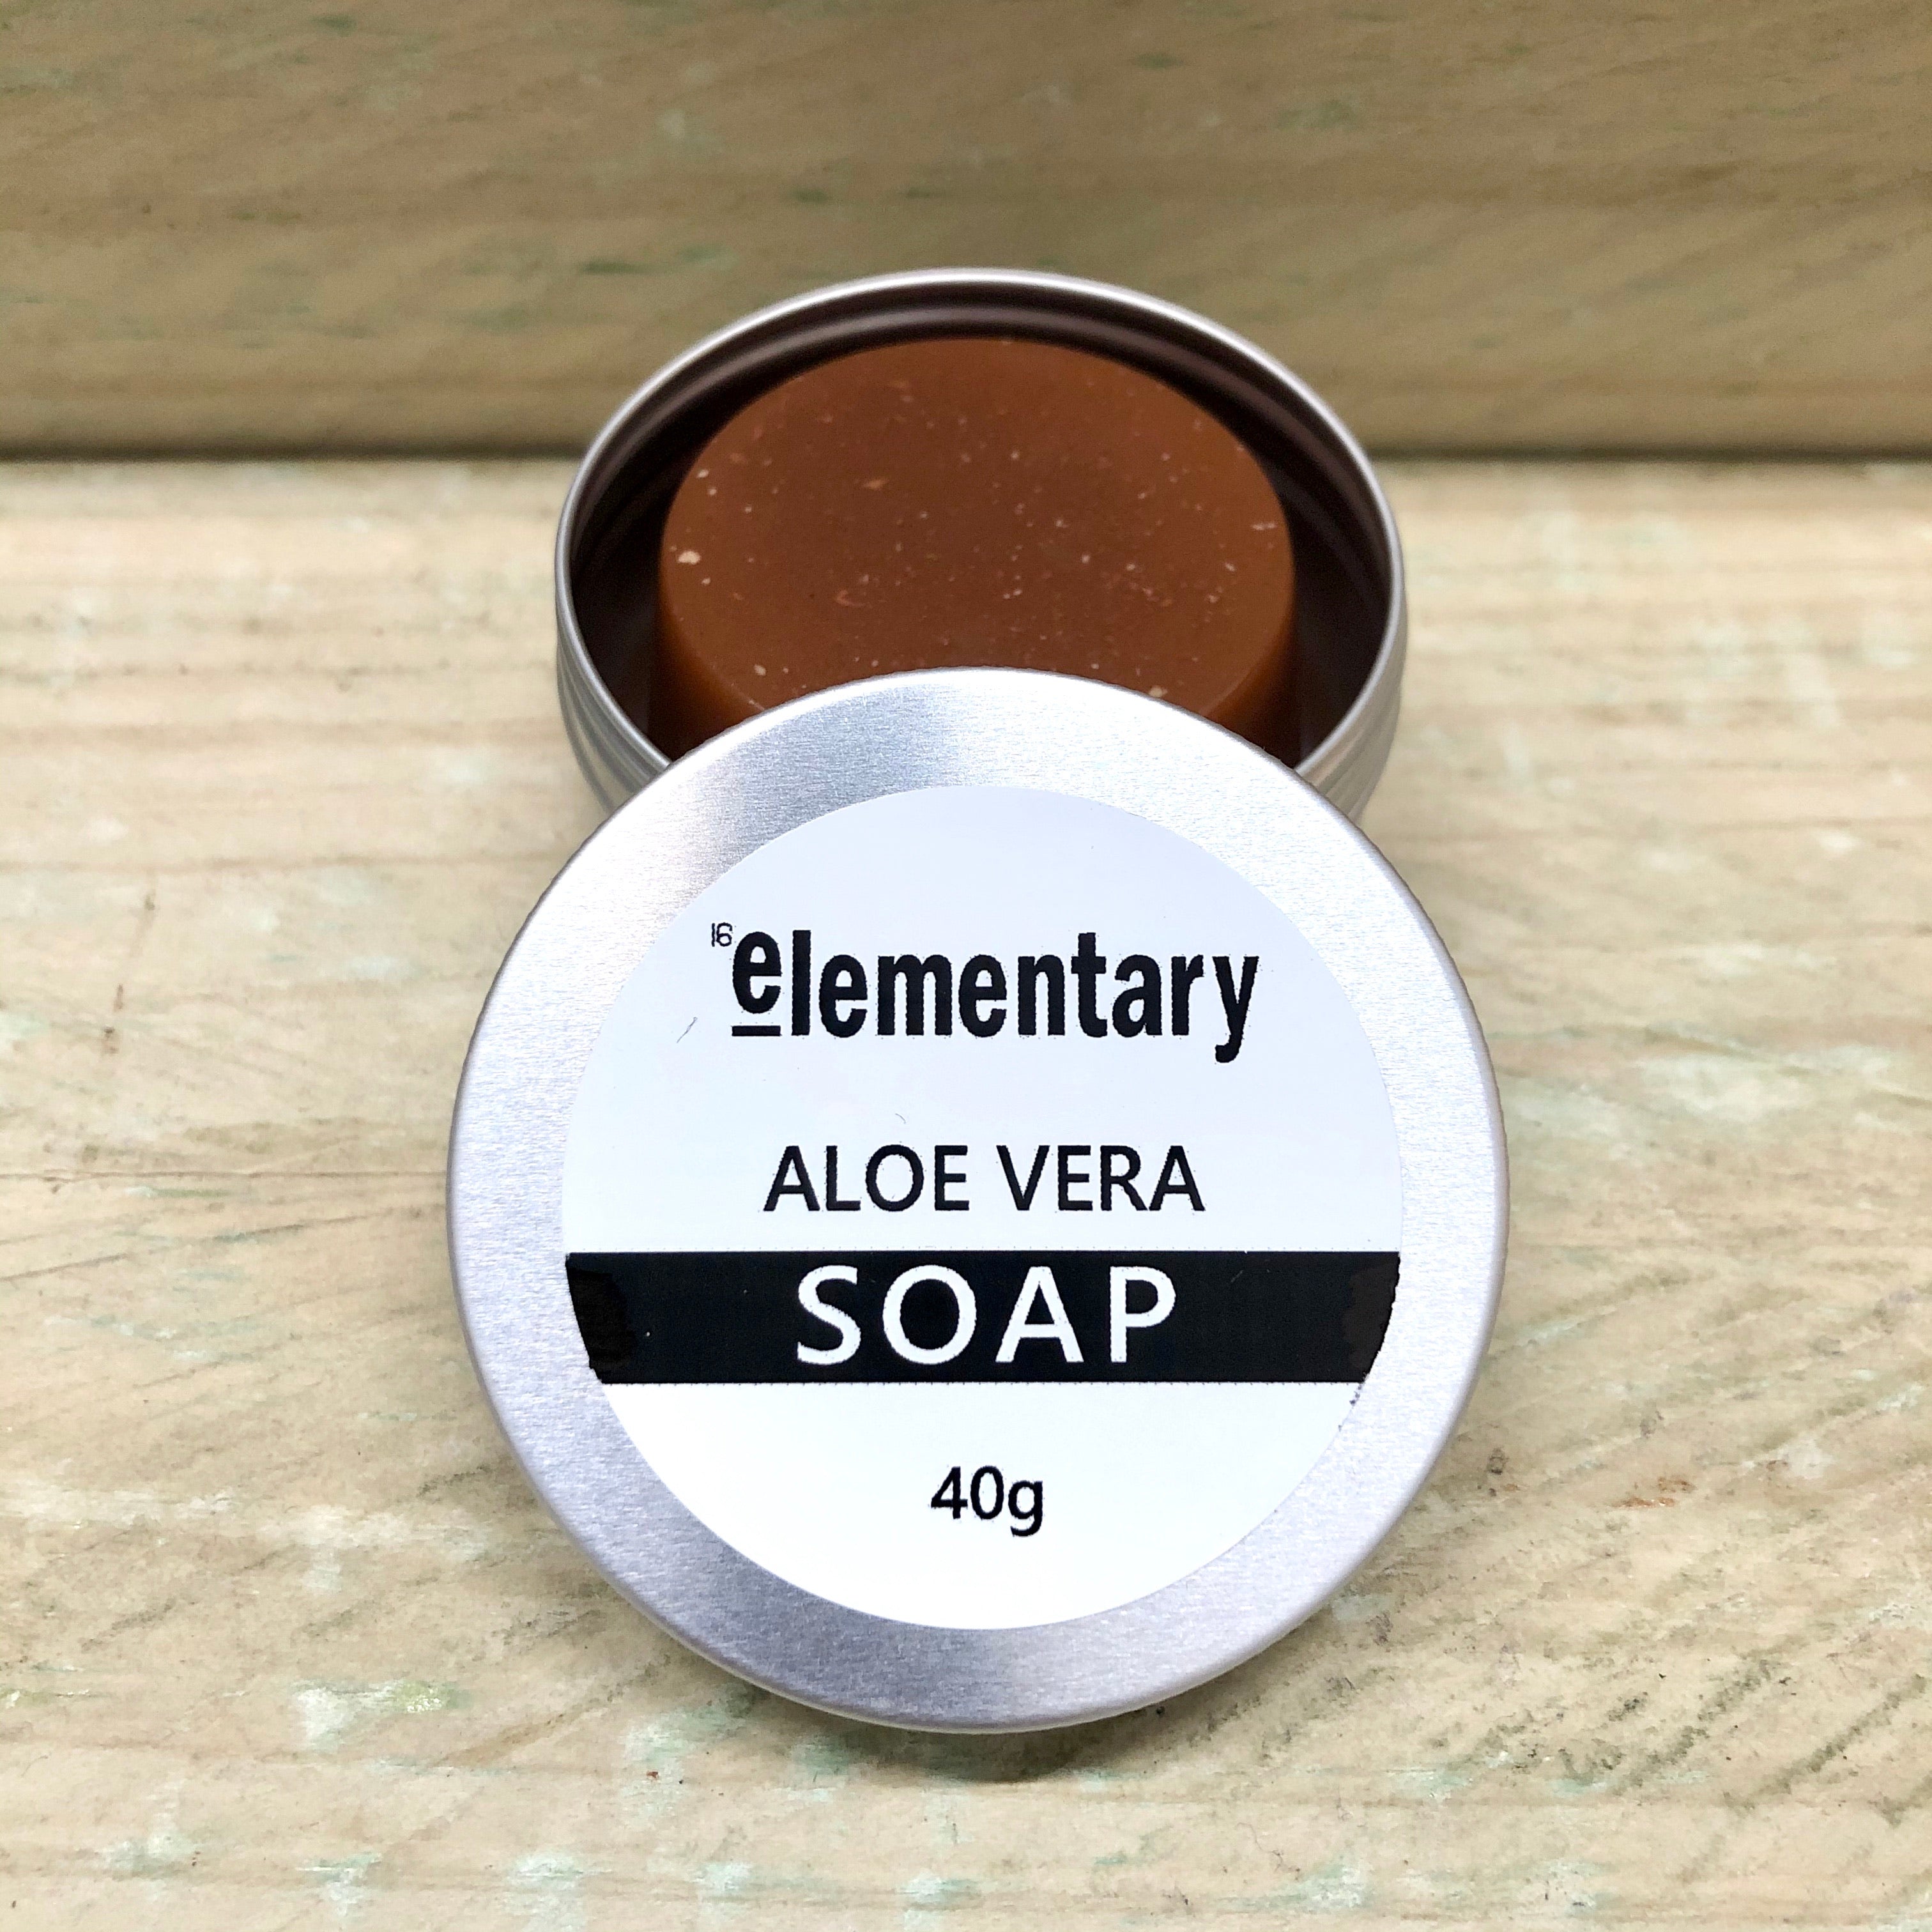 elementary
ALOE VERA
SOAP
40g